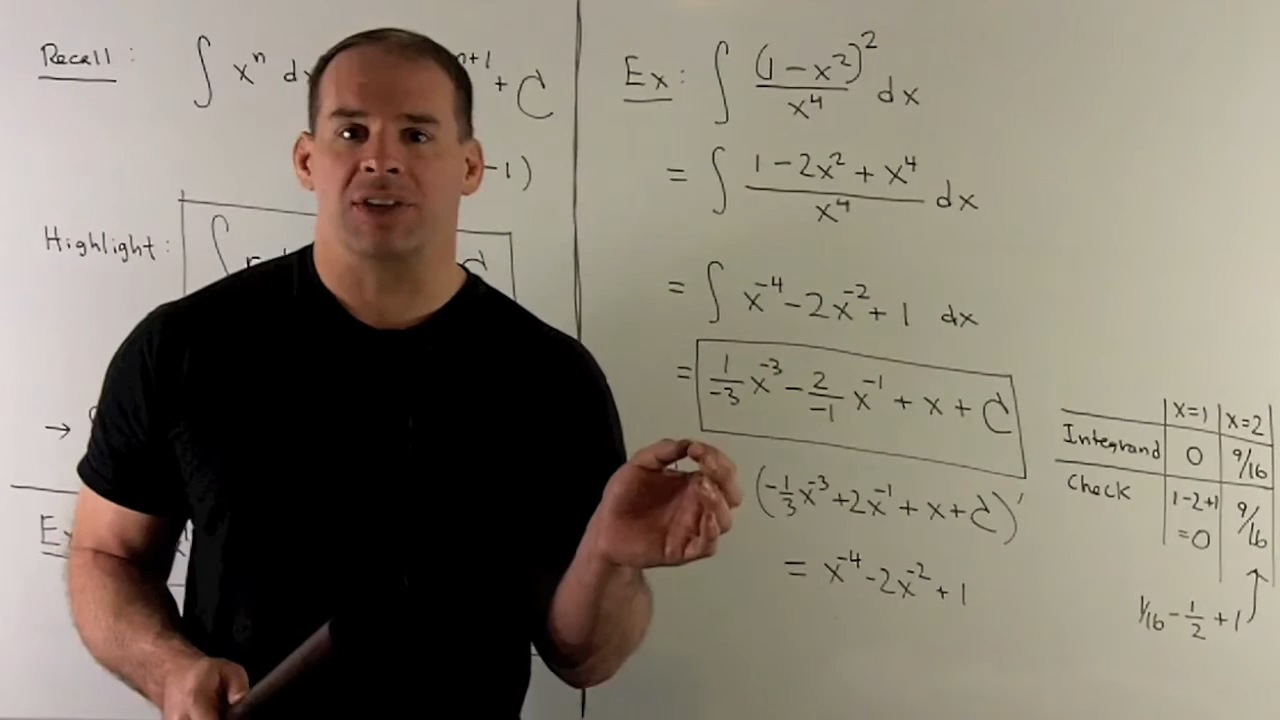 Recall :
∫ xⁿ d
n+1 + C
-1)
Highlight :
∫
→
Ex
Ex : ∫ (1-x²)²/x⁴ dx
= ∫ (1-2x²+x⁴)/x⁴ dx
= ∫ x⁻⁴-2x⁻²+1 dx
= 1/-3 x⁻³ - 2/-1 x⁻¹ + x + C
(-1/3 x⁻³+2x⁻¹+x+C)'
= x⁻⁴-2x⁻²+1
x=1 x=2
Integrand 0 9/16
Check 1-2+1 9/16
=0
1/16 - 1/2 + 1